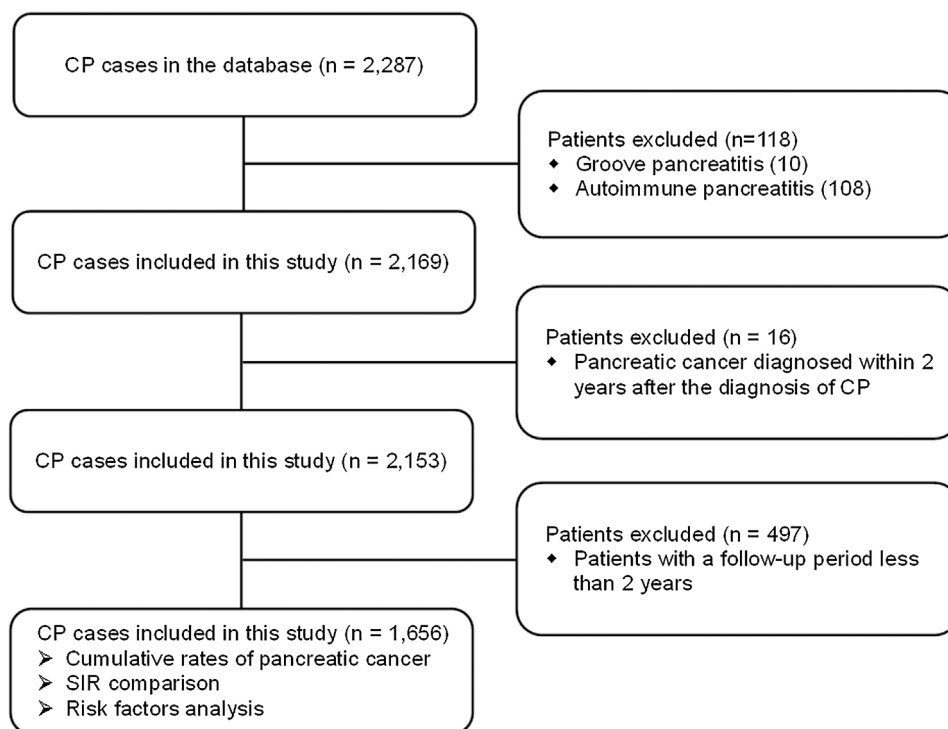 CP cases in the database (n = 2,287)
Patients excluded (n=118)
◆ Groove pancreatitis (10)
◆ Autoimmune pancreatitis (108)
CP cases included in this study (n = 2,169)
Patients excluded (n = 16)
◆ Pancreatic cancer diagnosed within 2
years after the diagnosis of CP
CP cases included in this study (n = 2,153)
Patients excluded (n = 497)
◆ Patients with a follow-up period less
than 2 years
CP cases included in this study (n = 1,656)
➢ Cumulative rates of pancreatic cancer
➢ SIR comparison
➢ Risk factors analysis